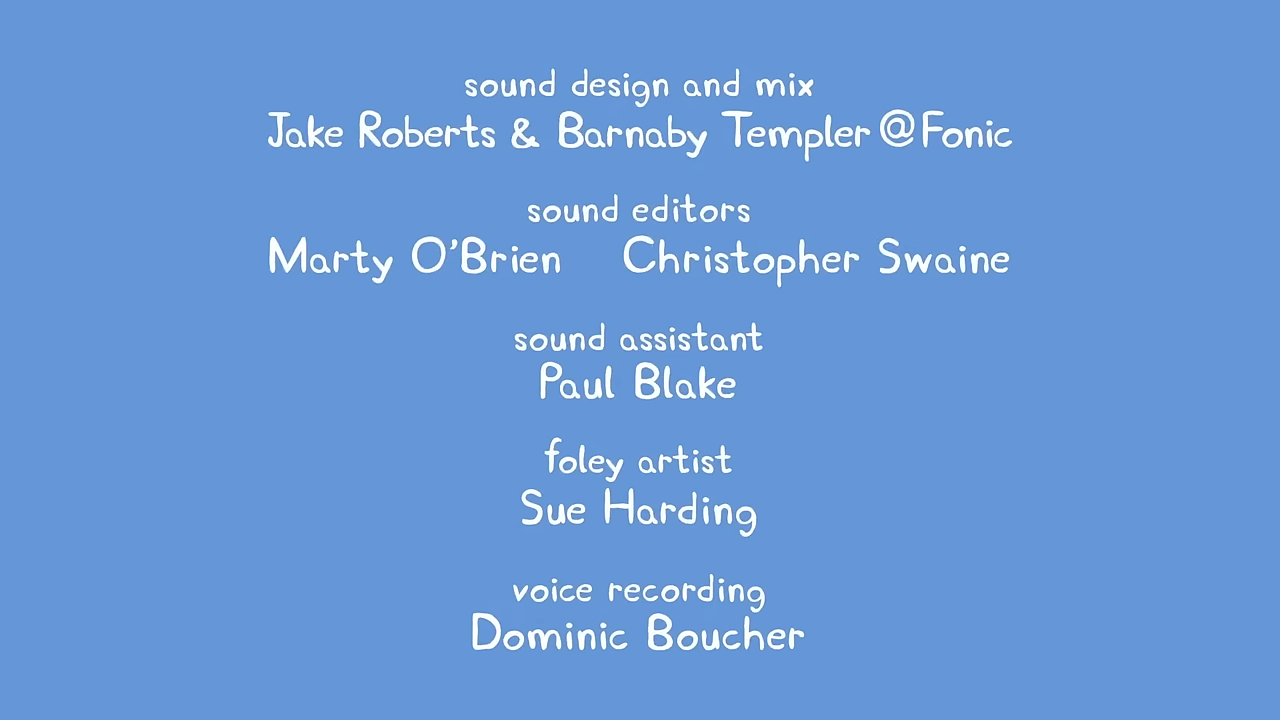 sound design and mix
Jake Roberts & Barnaby Templer @ Fonic
sound editors
Marty O'Brien Christopher Swaine
sound assistant
Paul Blake
foley artist
Sue Harding
voice recording
Dominic Boucher